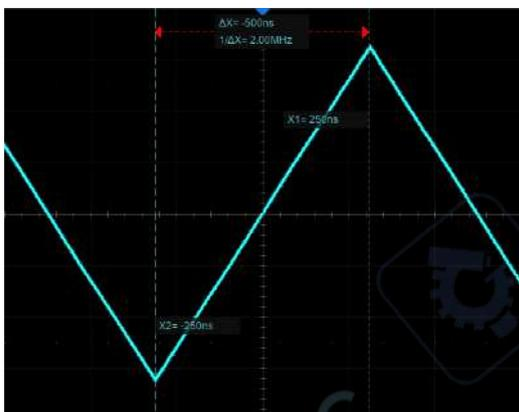 ΔX= -500ns
1/ΔX= 2.00MHz
X1= 250ns
X2= -250ns